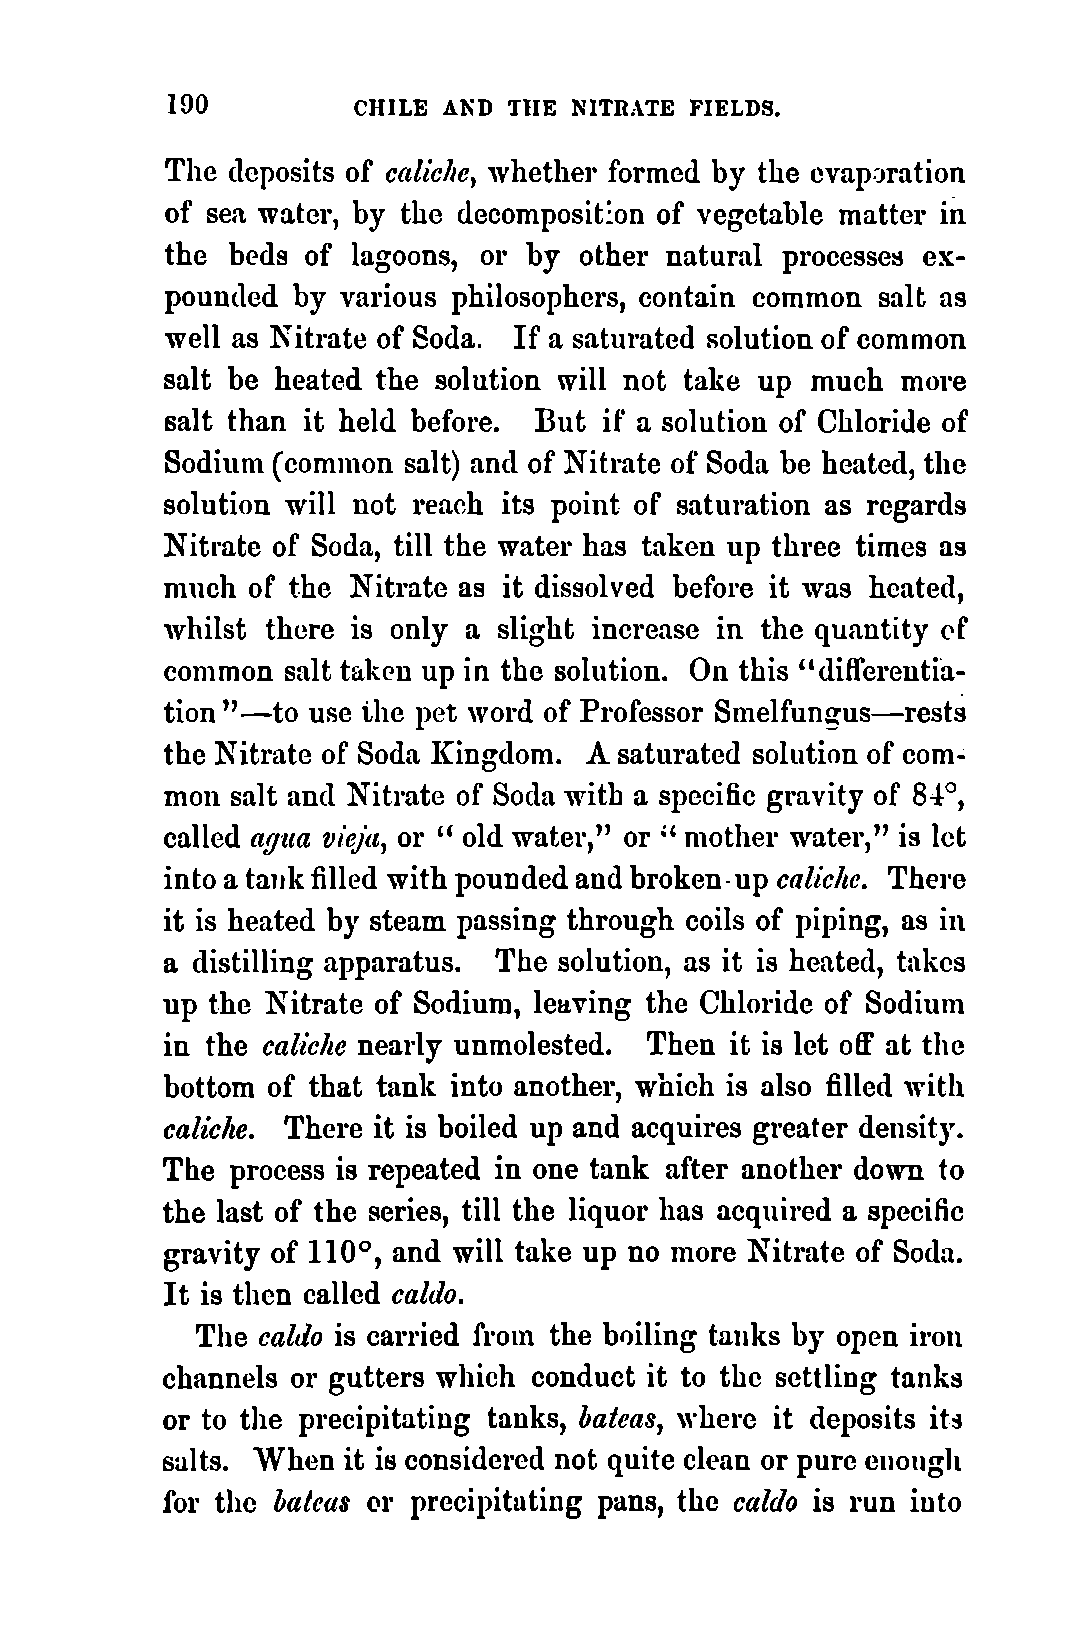 190 CHILE AND THE NITRATE FIELDS.
The deposits of caliche, whether formed by the evaporation
of sea water, by the decomposition of vegetable matter in
the beds of lagoons, or by other natural processes ex-
pounded by various philosophers, contain common salt as
well as Nitrate of Soda. If a saturated solution of common
salt be heated the solution will not take up much more
salt than it held before. But if a solution of Chloride of
Sodium (common salt) and of Nitrate of Soda be heated, the
solution will not reach its point of saturation as regards
Nitrate of Soda, till the water has taken up three times as
much of the Nitrate as it dissolved before it was heated,
whilst there is only a slight increase in the quantity of
common salt taken up in the solution. On this "differentia-
tion"—to use the pet word of Professor Smelfungus—rests
the Nitrate of Soda Kingdom. A saturated solution of com-
mon salt and Nitrate of Soda with a specific gravity of 84°,
called agua vieja, or "old water," or "mother water," is let
into a tank filled with pounded and broken-up caliche. There
it is heated by steam passing through coils of piping, as in
a distilling apparatus. The solution, as it is heated, takes
up the Nitrate of Sodium, leaving the Chloride of Sodium
in the caliche nearly unmolested. Then it is let off at the
bottom of that tank into another, which is also filled with
caliche. There it is boiled up and acquires greater density.
The process is repeated in one tank after another down to
the last of the series, till the liquor has acquired a specific
gravity of 110°, and will take up no more Nitrate of Soda.
It is then called caldo.
The caldo is carried from the boiling tanks by open iron
channels or gutters which conduct it to the settling tanks
or to the precipitating tanks, bateas, where it deposits its
salts. When it is considered not quite clean or pure enough
for the bateas or precipitating pans, the caldo is run into